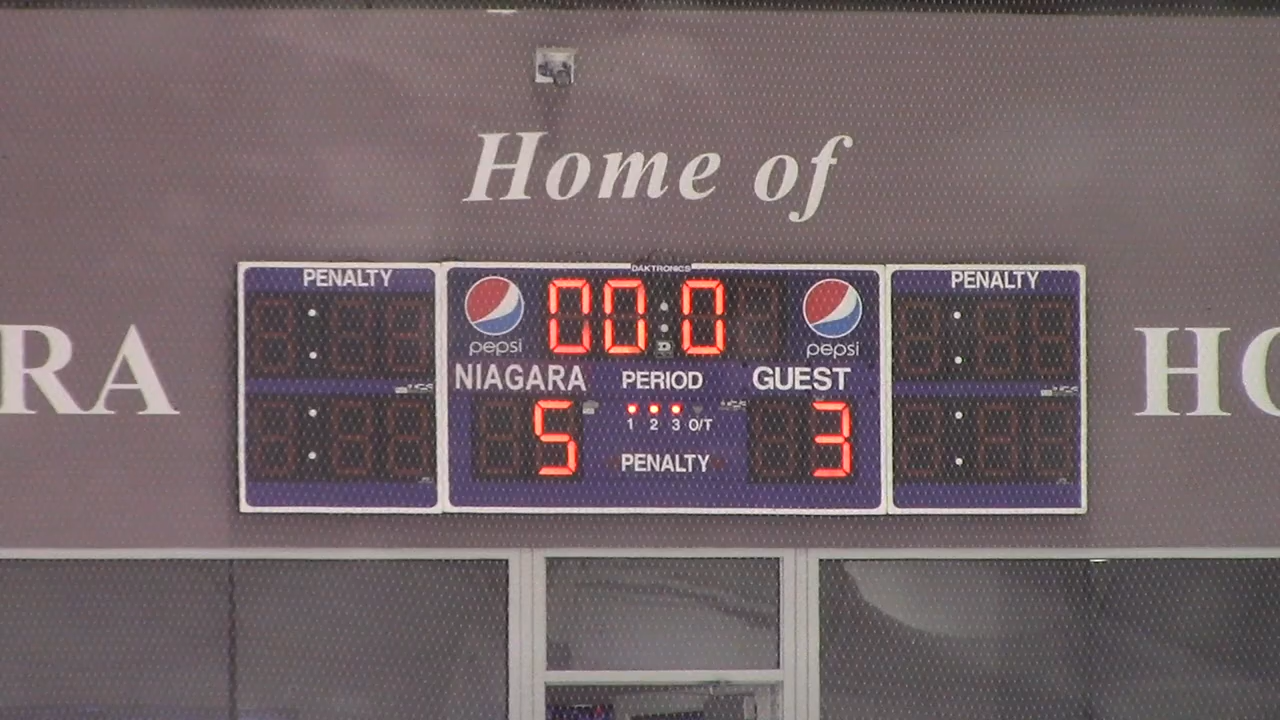 Home of
RA
HO
PENALTY
DAKTRONICS
PENALTY
pepsi
00:0
pepsi
NIAGARA
PERIOD
GUEST
5
1 2 3 O/T
3
PENALTY